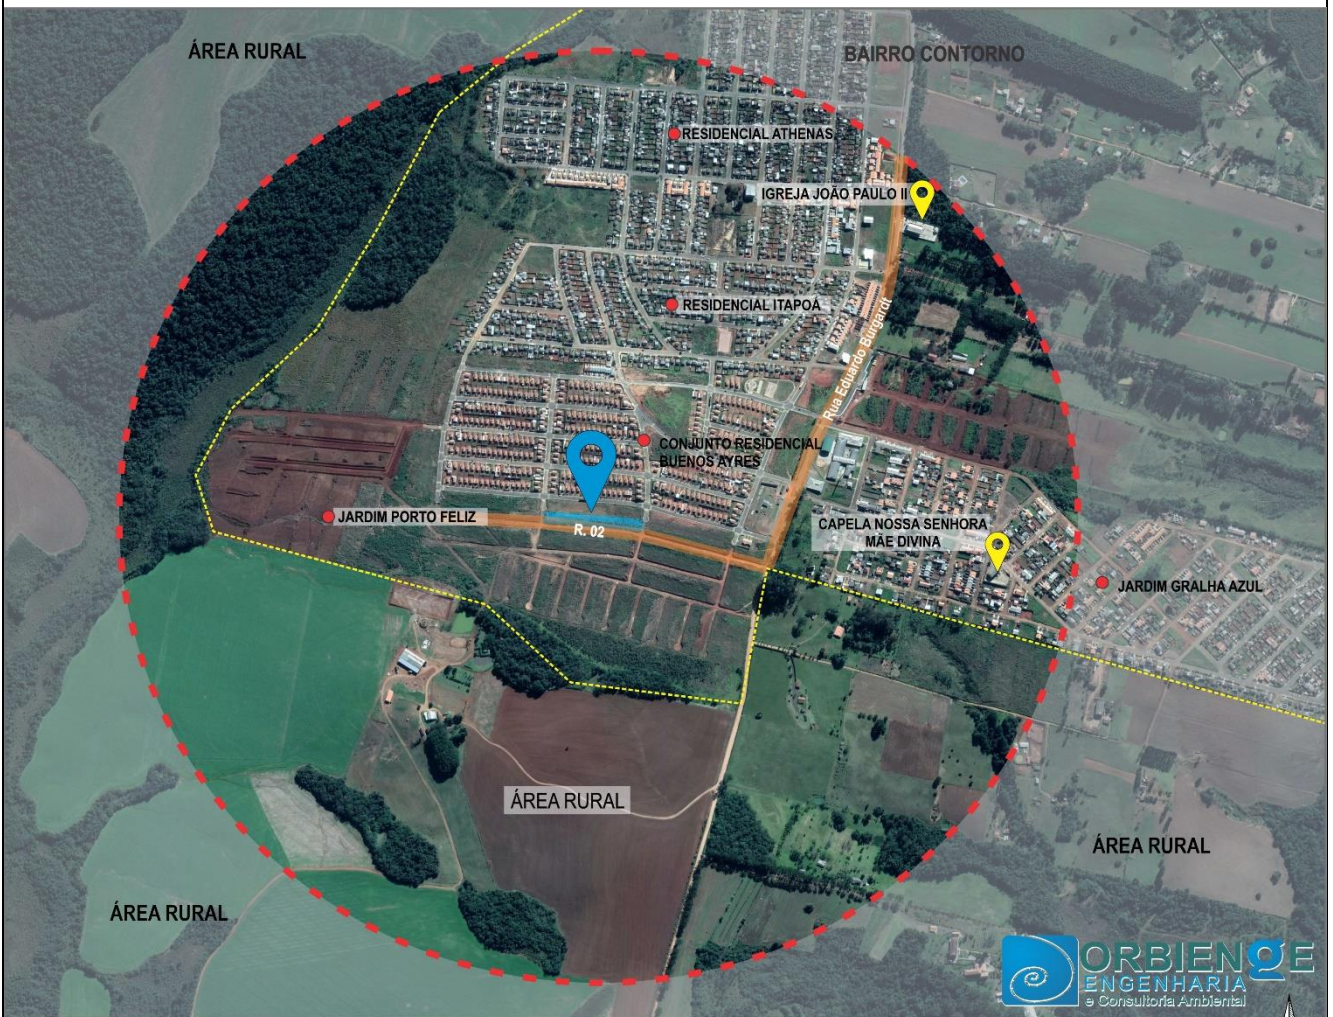 ÁREA RURAL
BAIRRO CONTORNO
RESIDENCIAL ATHENAS
IGREJA JOÃO PAULO II
RESIDENCIAL ITAPOÁ
Rua Eduardo Burgardt
CONJUNTO RESIDENCIAL
BUENOS AYRES
JARDIM PORTO FELIZ
R. 02
CAPELA NOSSA SENHORA
MÃE DIVINA
JARDIM GRALHA AZUL
ÁREA RURAL
ÁREA RURAL
ÁREA RURAL
ORBIENGE
ENGENHARIA
e Consultoria Ambiental